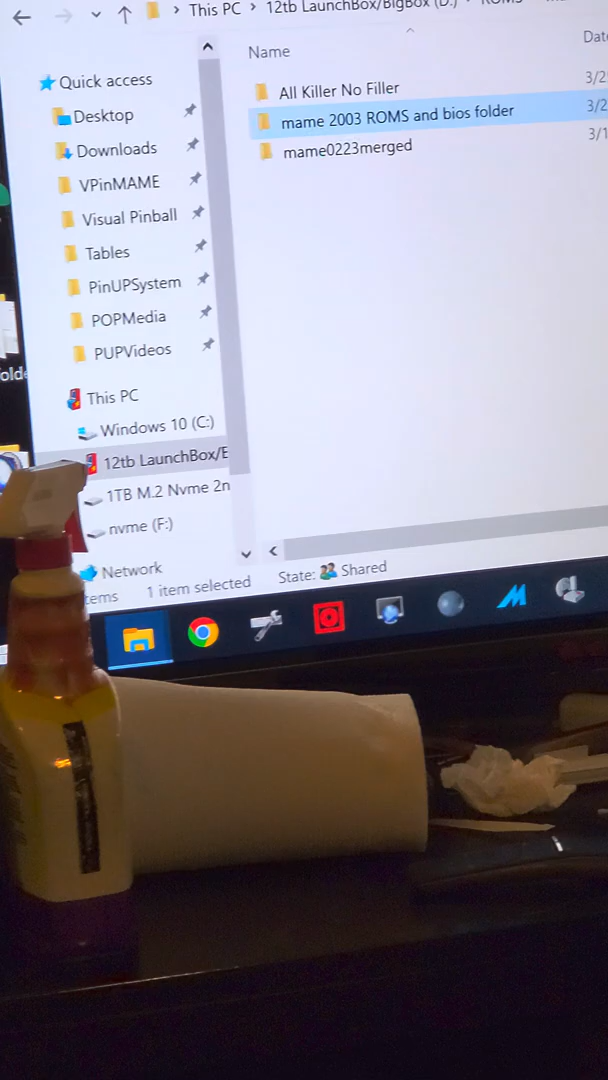 This PC > 12tb LaunchBox/BigBox (D:)
Name
Date
All Killer No Filler
3/2
mame 2003 ROMS and bios folder
3/2
mame0223merged
3/1
Quick access
Desktop
Downloads
VPinMAME
Visual Pinball
Tables
PinUPSystem
POPMedia
PUPVideos
This PC
Windows 10 (C:)
12tb LaunchBox/E
1TB M.2 Nvme 2n
nvme (F:)
Network
tems 1 item selected State: Shared